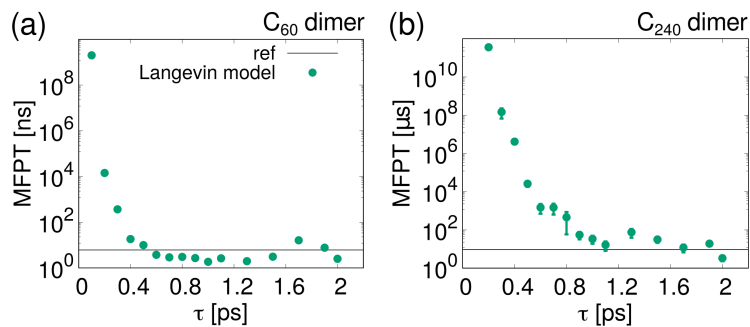 (a) C60 dimer
ref
Langevin model
MFPT [ns]
10^8
10^6
10^4
10^2
10^0
0 0.4 0.8 1.2 1.6 2
τ [ps]
(b) C240 dimer
MFPT [µs]
10^10
10^8
10^6
10^4
10^2
10^0
0 0.4 0.8 1.2 1.6 2
τ [ps]